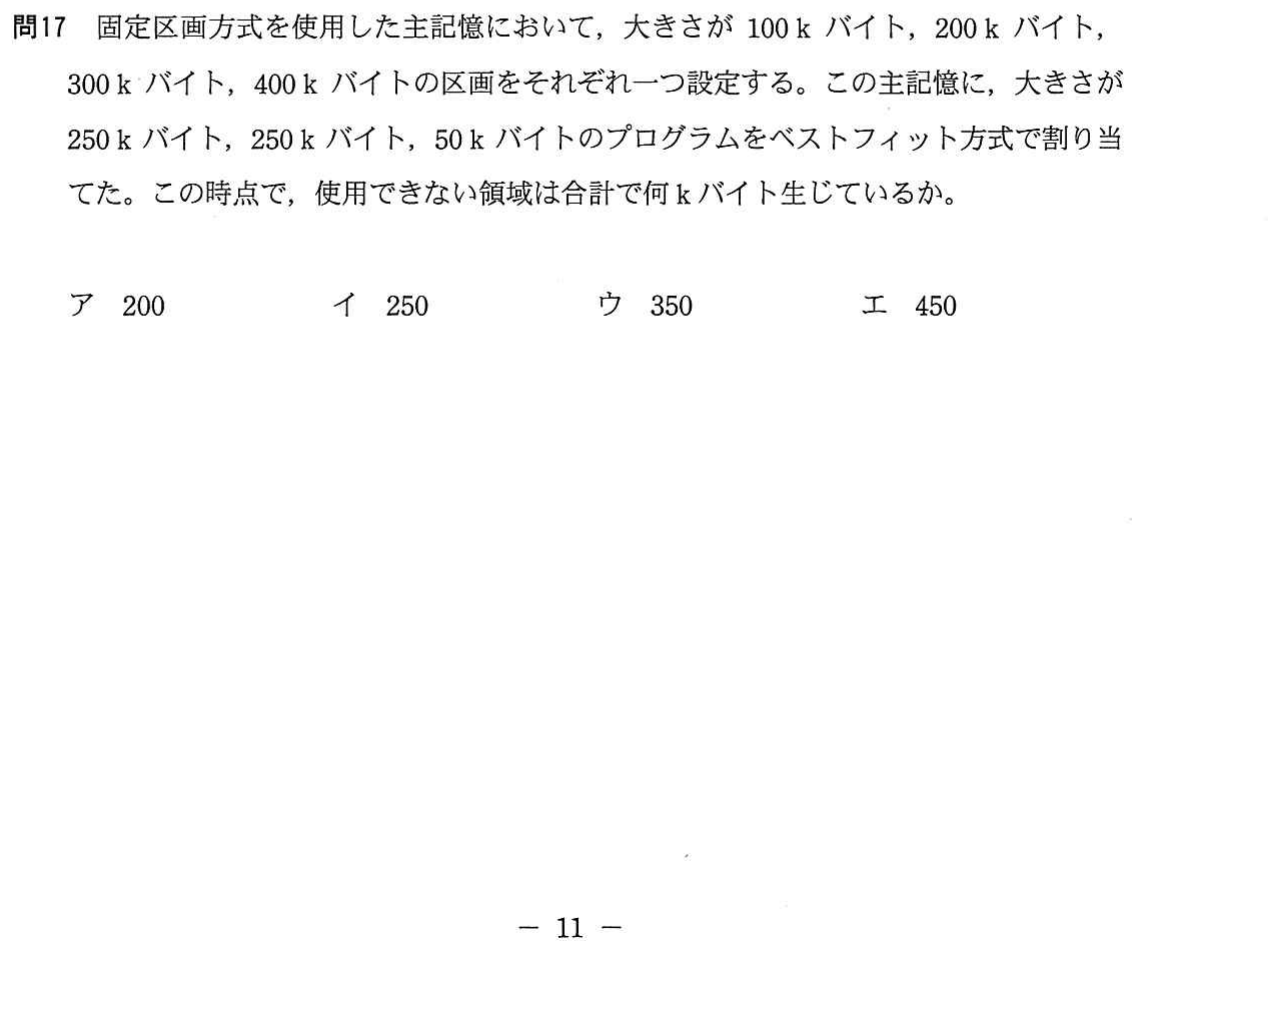 問17 固定区画方式を使用した主記憶において，大きさが 100 k バイト，200 k バイト，
300 k バイト，400 k バイトの区画をそれぞれ一つ設定する。この主記憶に，大きさが
250 k バイト，250 k バイト，50 k バイトのプログラムをベストフィット方式で割り当
てた。この時点で，使用できない領域は合計で何 k バイト生じているか。
ア 200 イ 250 ウ 350 エ 450
－ 11 －